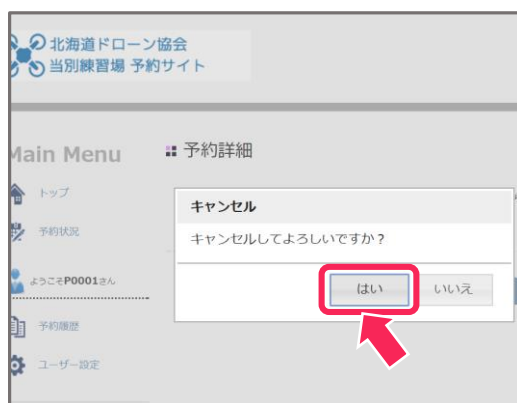 北海道ドローン協会
当別練習場 予約サイト
Main Menu
予約詳細
トップ
予約状況
ようこそP0001さん
予約履歴
ユーザー設定
キャンセル
キャンセルしてよろしいですか？
はい
いいえ